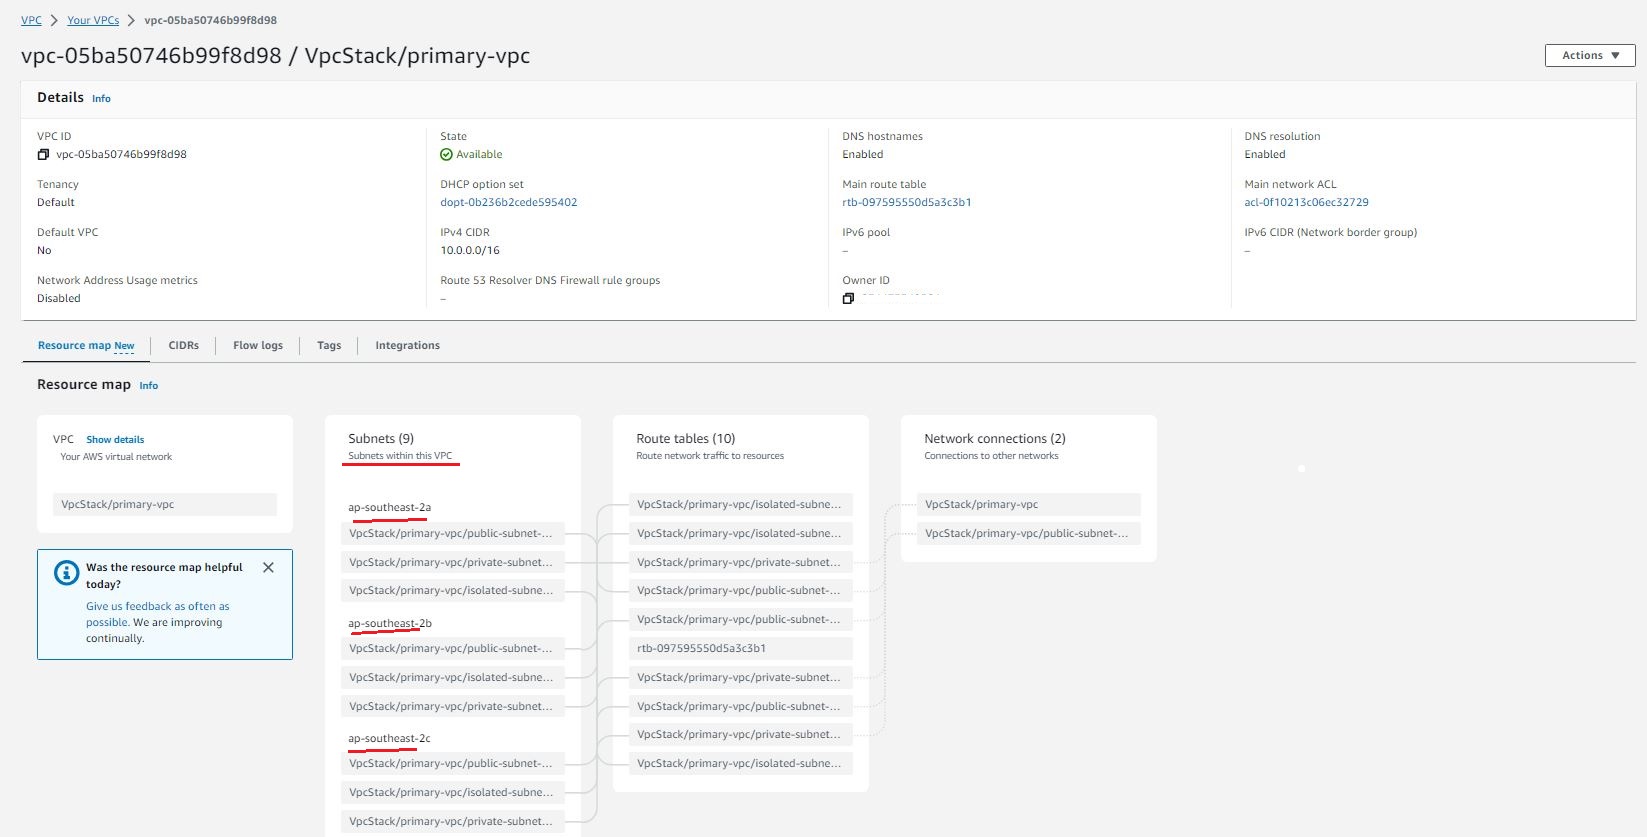 VPC > Your VPCs > vpc-05ba50746b99f8d98
vpc-05ba50746b99f8d98 / VpcStack/primary-vpc
Actions ▼
Details Info
VPC ID
vpc-05ba50746b99f8d98
State
Available
DNS hostnames
Enabled
DNS resolution
Enabled
Tenancy
Default
DHCP option set
dopt-0b236b2cede595402
Main route table
rtb-097595550d5a3c3b1
Main network ACL
acl-0f10213c06ec32729
Default VPC
No
IPv4 CIDR
10.0.0.0/16
IPv6 pool
–
IPv6 CIDR (Network border group)
–
Network Address Usage metrics
Disabled
Route 53 Resolver DNS Firewall rule groups
–
Owner ID
Resource map New
CIDRs
Flow logs
Tags
Integrations
Resource map Info
VPC Show details
Your AWS virtual network
VpcStack/primary-vpc
Was the resource map helpful
today?
Give us feedback as often as
possible. We are improving
continually.
Subnets (9)
Subnets within this VPC
ap-southeast-2a
VpcStack/primary-vpc/public-subnet-...
VpcStack/primary-vpc/private-subnet...
VpcStack/primary-vpc/isolated-subne...
ap-southeast-2b
VpcStack/primary-vpc/public-subnet-...
VpcStack/primary-vpc/isolated-subne...
VpcStack/primary-vpc/private-subnet...
ap-southeast-2c
VpcStack/primary-vpc/public-subnet-...
VpcStack/primary-vpc/isolated-subne...
VpcStack/primary-vpc/private-subnet...
Route tables (10)
Route network traffic to resources
VpcStack/primary-vpc/isolated-subne...
VpcStack/primary-vpc/isolated-subne...
VpcStack/primary-vpc/private-subnet...
VpcStack/primary-vpc/public-subnet-...
VpcStack/primary-vpc/public-subnet-...
rtb-097595550d5a3c3b1
VpcStack/primary-vpc/private-subnet...
VpcStack/primary-vpc/public-subnet-...
VpcStack/primary-vpc/private-subnet...
VpcStack/primary-vpc/isolated-subne...
Network connections (2)
Connections to other networks
VpcStack/primary-vpc
VpcStack/primary-vpc/public-subnet-...